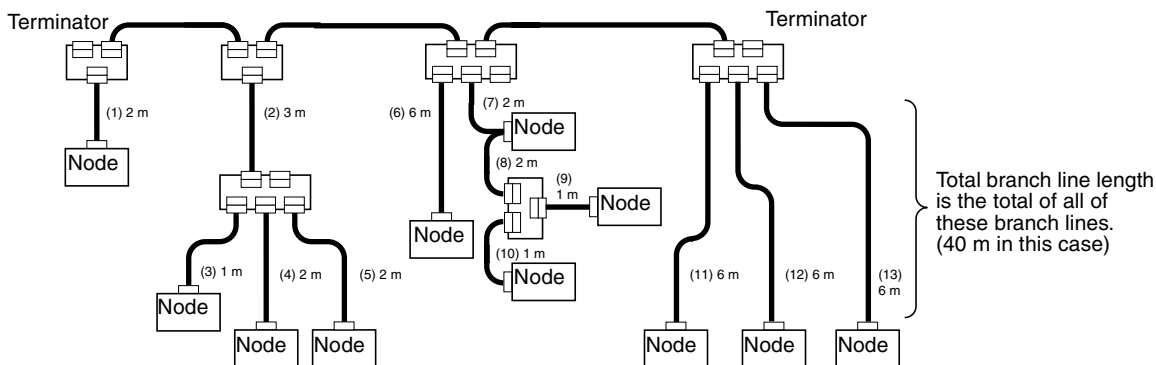 Terminator
Terminator
(1) 2 m
(2) 3 m
(6) 6 m
(7) 2 m
Node
Node
(8) 2 m
(9)
1 m
Node
Total branch line length
is the total of all of
these branch lines.
(40 m in this case)
Node
(10) 1 m
Node
(3) 1 m
(4) 2 m
(5) 2 m
(11) 6 m
(12) 6 m
(13)
6 m
Node
Node
Node
Node
Node
Node